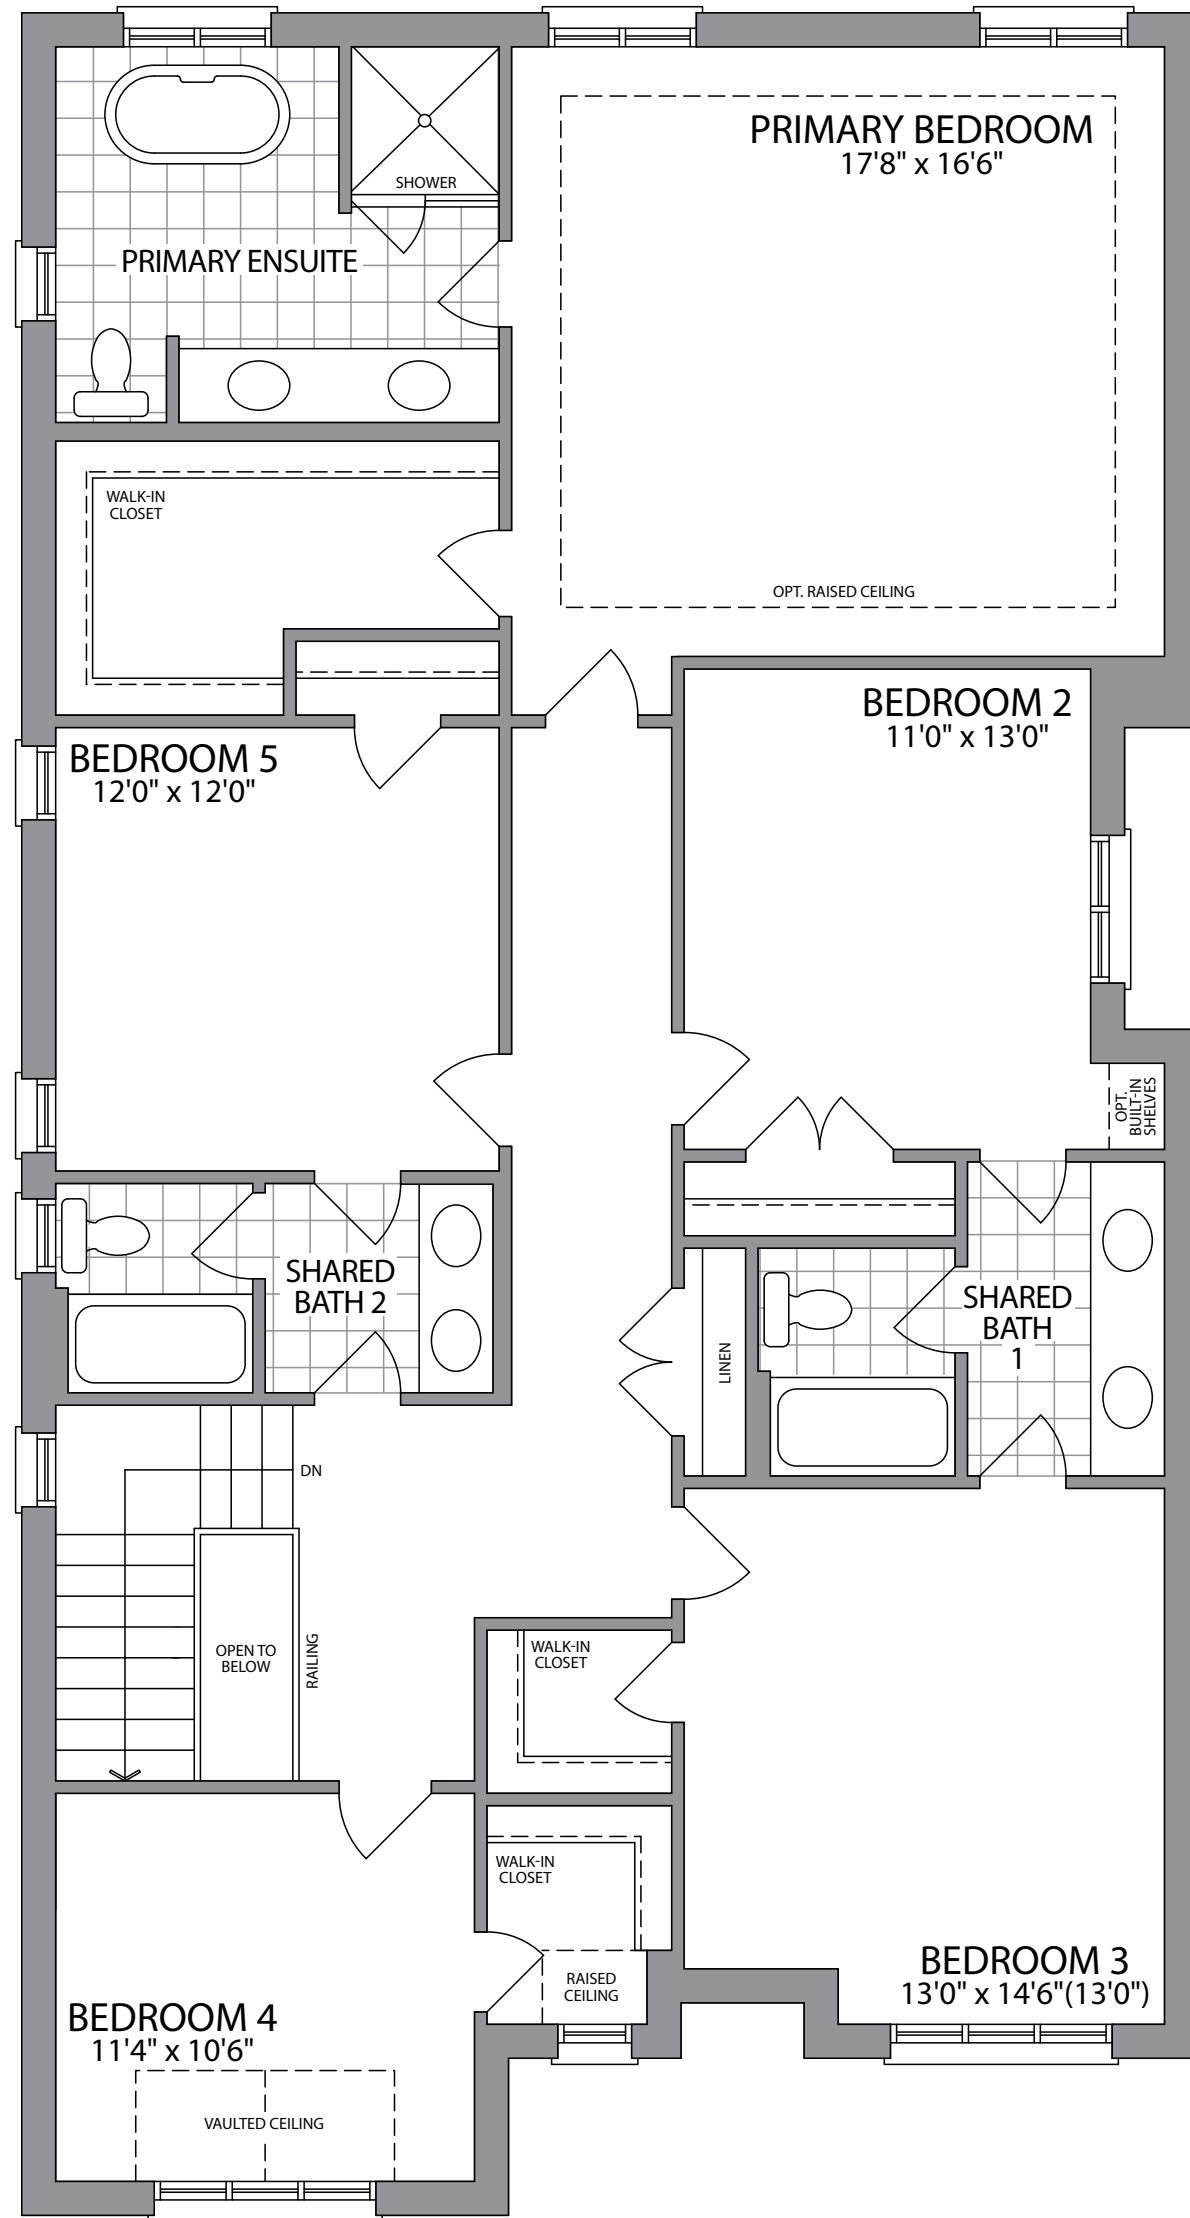 PRIMARY BEDROOM
17'8" x 16'6"
SHOWER
PRIMARY ENSUITE
WALK-IN
CLOSET
OPT. RAISED CEILING
BEDROOM 2
11'0" x 13'0"
BEDROOM 5
12'0" x 12'0"
OPT.
BUILT-IN
SHELVES
SHARED
BATH 2
SHARED
BATH
1
LINEN
DN
OPEN TO
BELOW
RAILING
WALK-IN
CLOSET
WALK-IN
CLOSET
RAISED
CEILING
BEDROOM 3
13'0" x 14'6"(13'0")
BEDROOM 4
11'4" x 10'6"
VAULTED CEILING